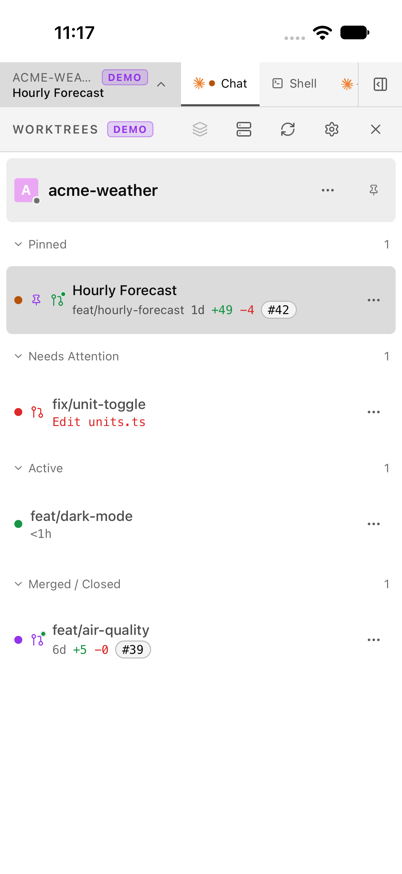 11:17
ACME-WEA... DEMO
Hourly Forecast
Chat
Shell
WORKTREES DEMO
A acme-weather
Pinned 1
Hourly Forecast
feat/hourly-forecast 1d +49 −4 #42
Needs Attention 1
fix/unit-toggle
Edit units.ts
Active 1
feat/dark-mode
<1h
Merged / Closed 1
feat/air-quality
6d +5 −0 #39